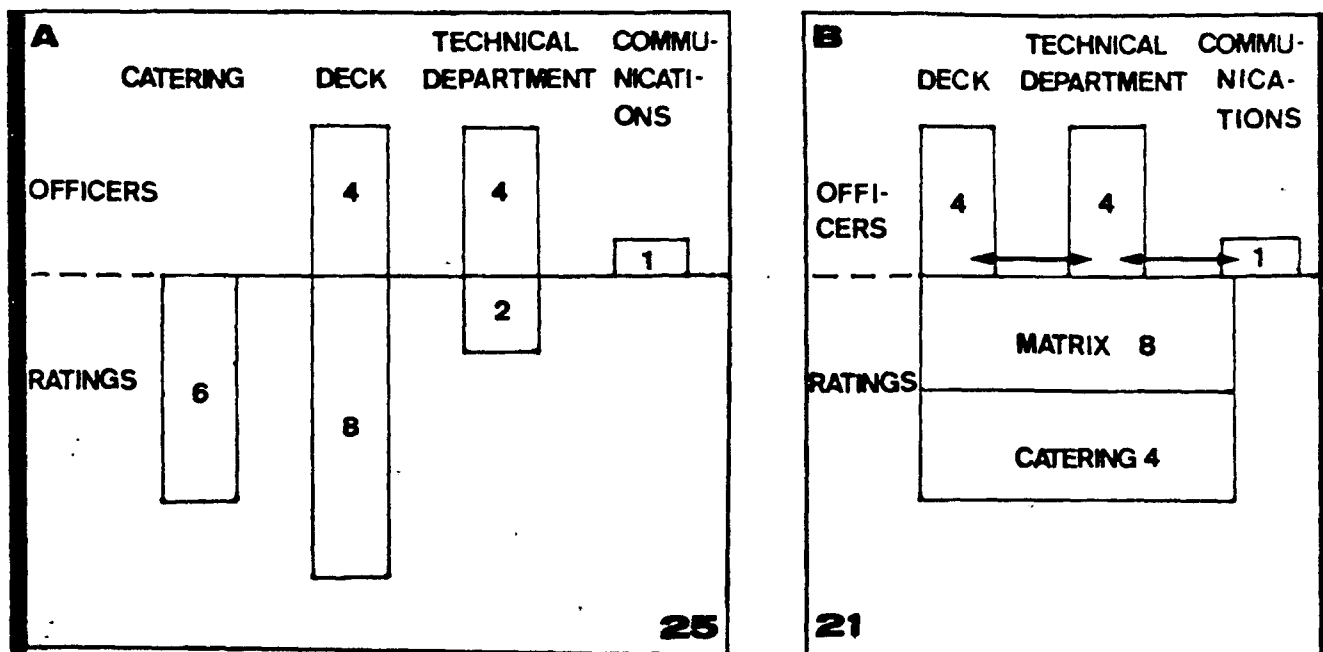 A
CATERING
DECK
TECHNICAL
DEPARTMENT
COMMU-
NICATI-
ONS
OFFICERS
4
4
1
RATINGS
6
8
2
25
B
DECK
TECHNICAL
DEPARTMENT
COMMU-
NICA-
TIONS
OFFI-
CERS
4
4
1
RATINGS
MATRIX 8
CATERING 4
21